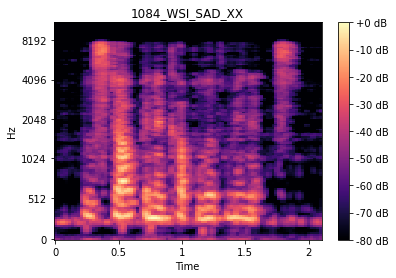 1084_WSI_SAD_XX
+0 dB
8192
-10 dB
4096
-20 dB
-30 dB
2048
Hz
-40 dB
1024
-50 dB
512
-60 dB
-70 dB
0
-80 dB
0 0.5 1 1.5 2
Time